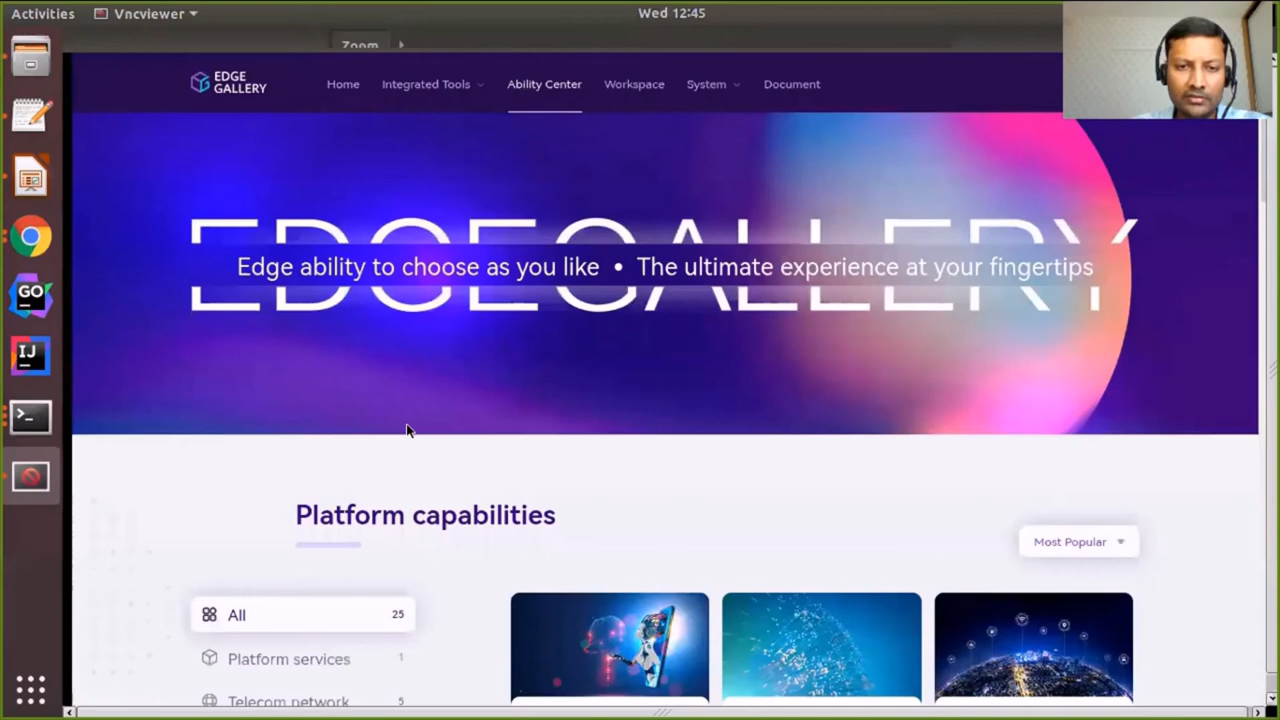 Activities Vncviewer Wed 12:45
Zoom
EDGE
GALLERY
Home Integrated Tools Ability Center Workspace System Document
EDGEGALLERY
Edge ability to choose as you like • The ultimate experience at your fingertips
Platform capabilities
Most Popular
All 25
Platform services 1
Telecom network 5
GO
IJ
>_